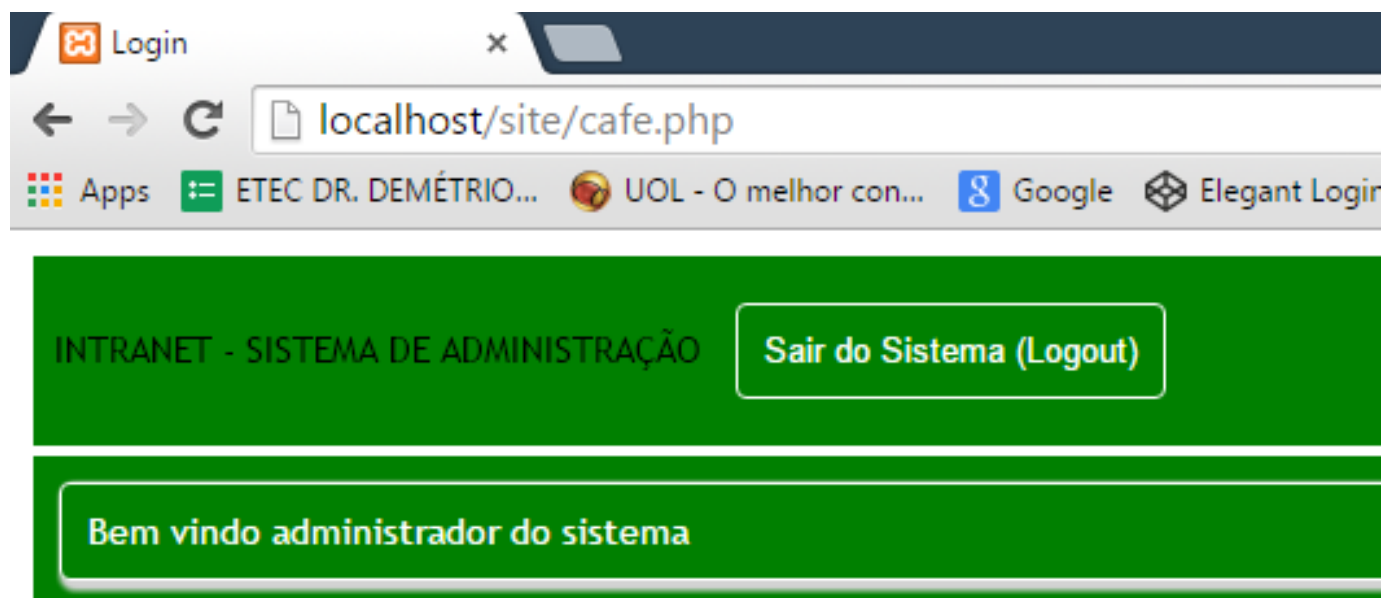 Login
localhost/site/cafe.php
Apps ETEC DR. DEMÉTRIO... UOL - O melhor con... Google Elegant Login
INTRANET - SISTEMA DE ADMINISTRAÇÃO Sair do Sistema (Logout)
Bem vindo administrador do sistema